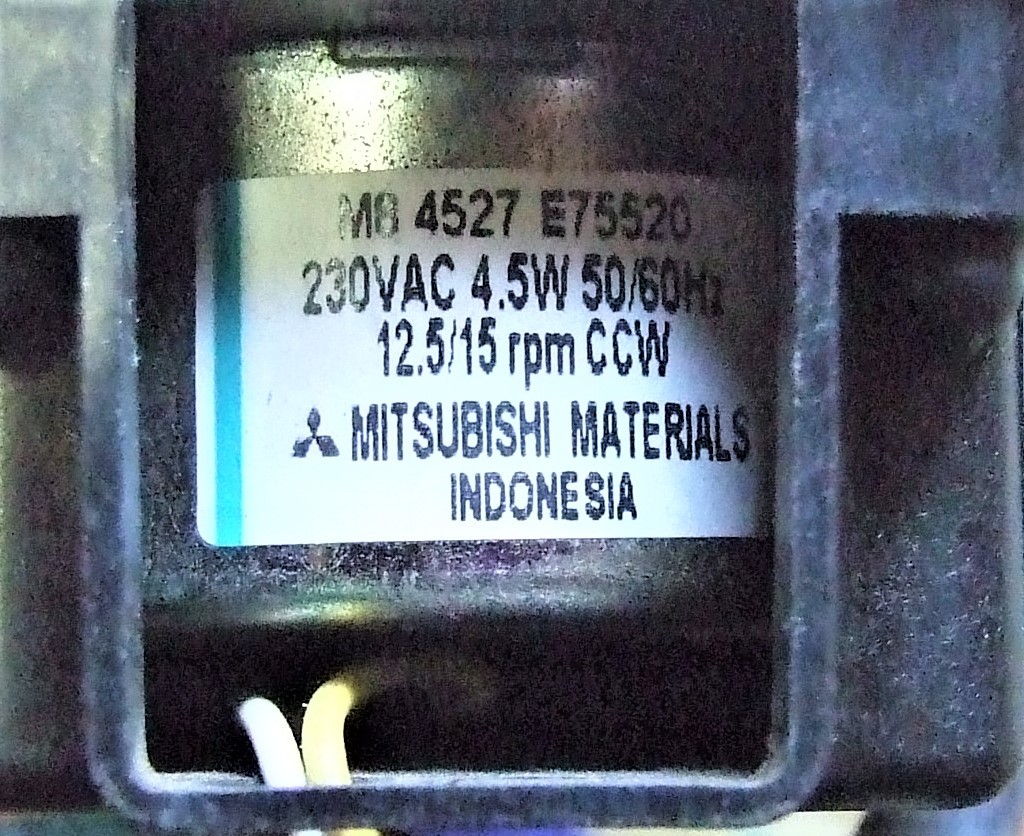 M8 4527 E75520
230VAC 4.5W 50/60Hz
12.5/15 rpm CCW
MITSUBISHI MATERIALS
INDONESIA